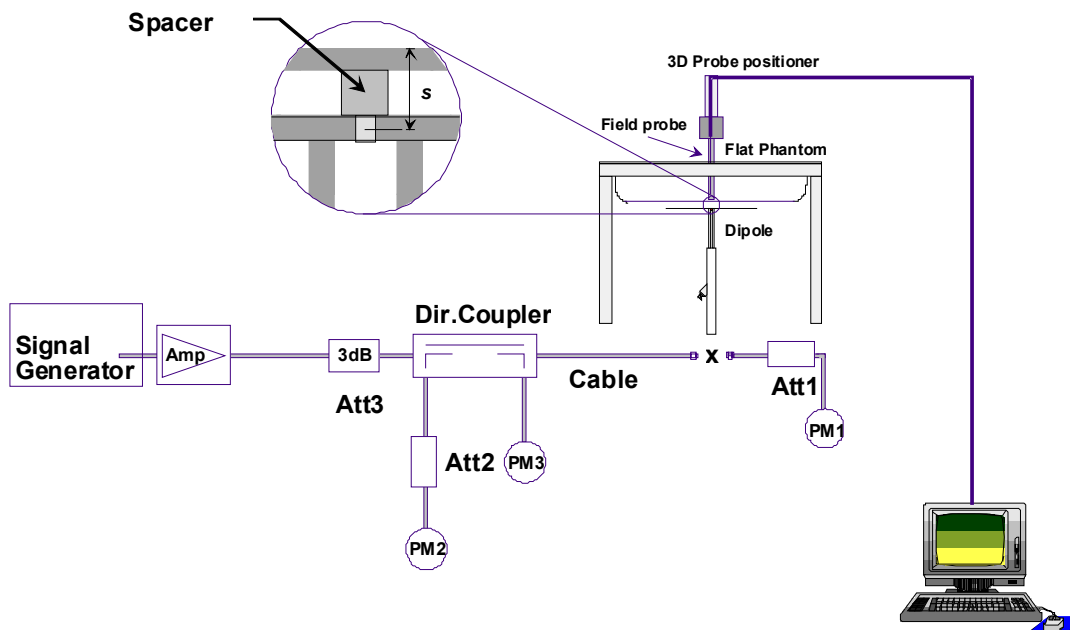 Spacer
s
3D Probe positioner
Field probe
Flat Phantom
Dipole
Dir.Coupler
Signal
Generator
Amp
3dB
Att3
Cable
x
Att1
PM1
Att2
PM3
PM2